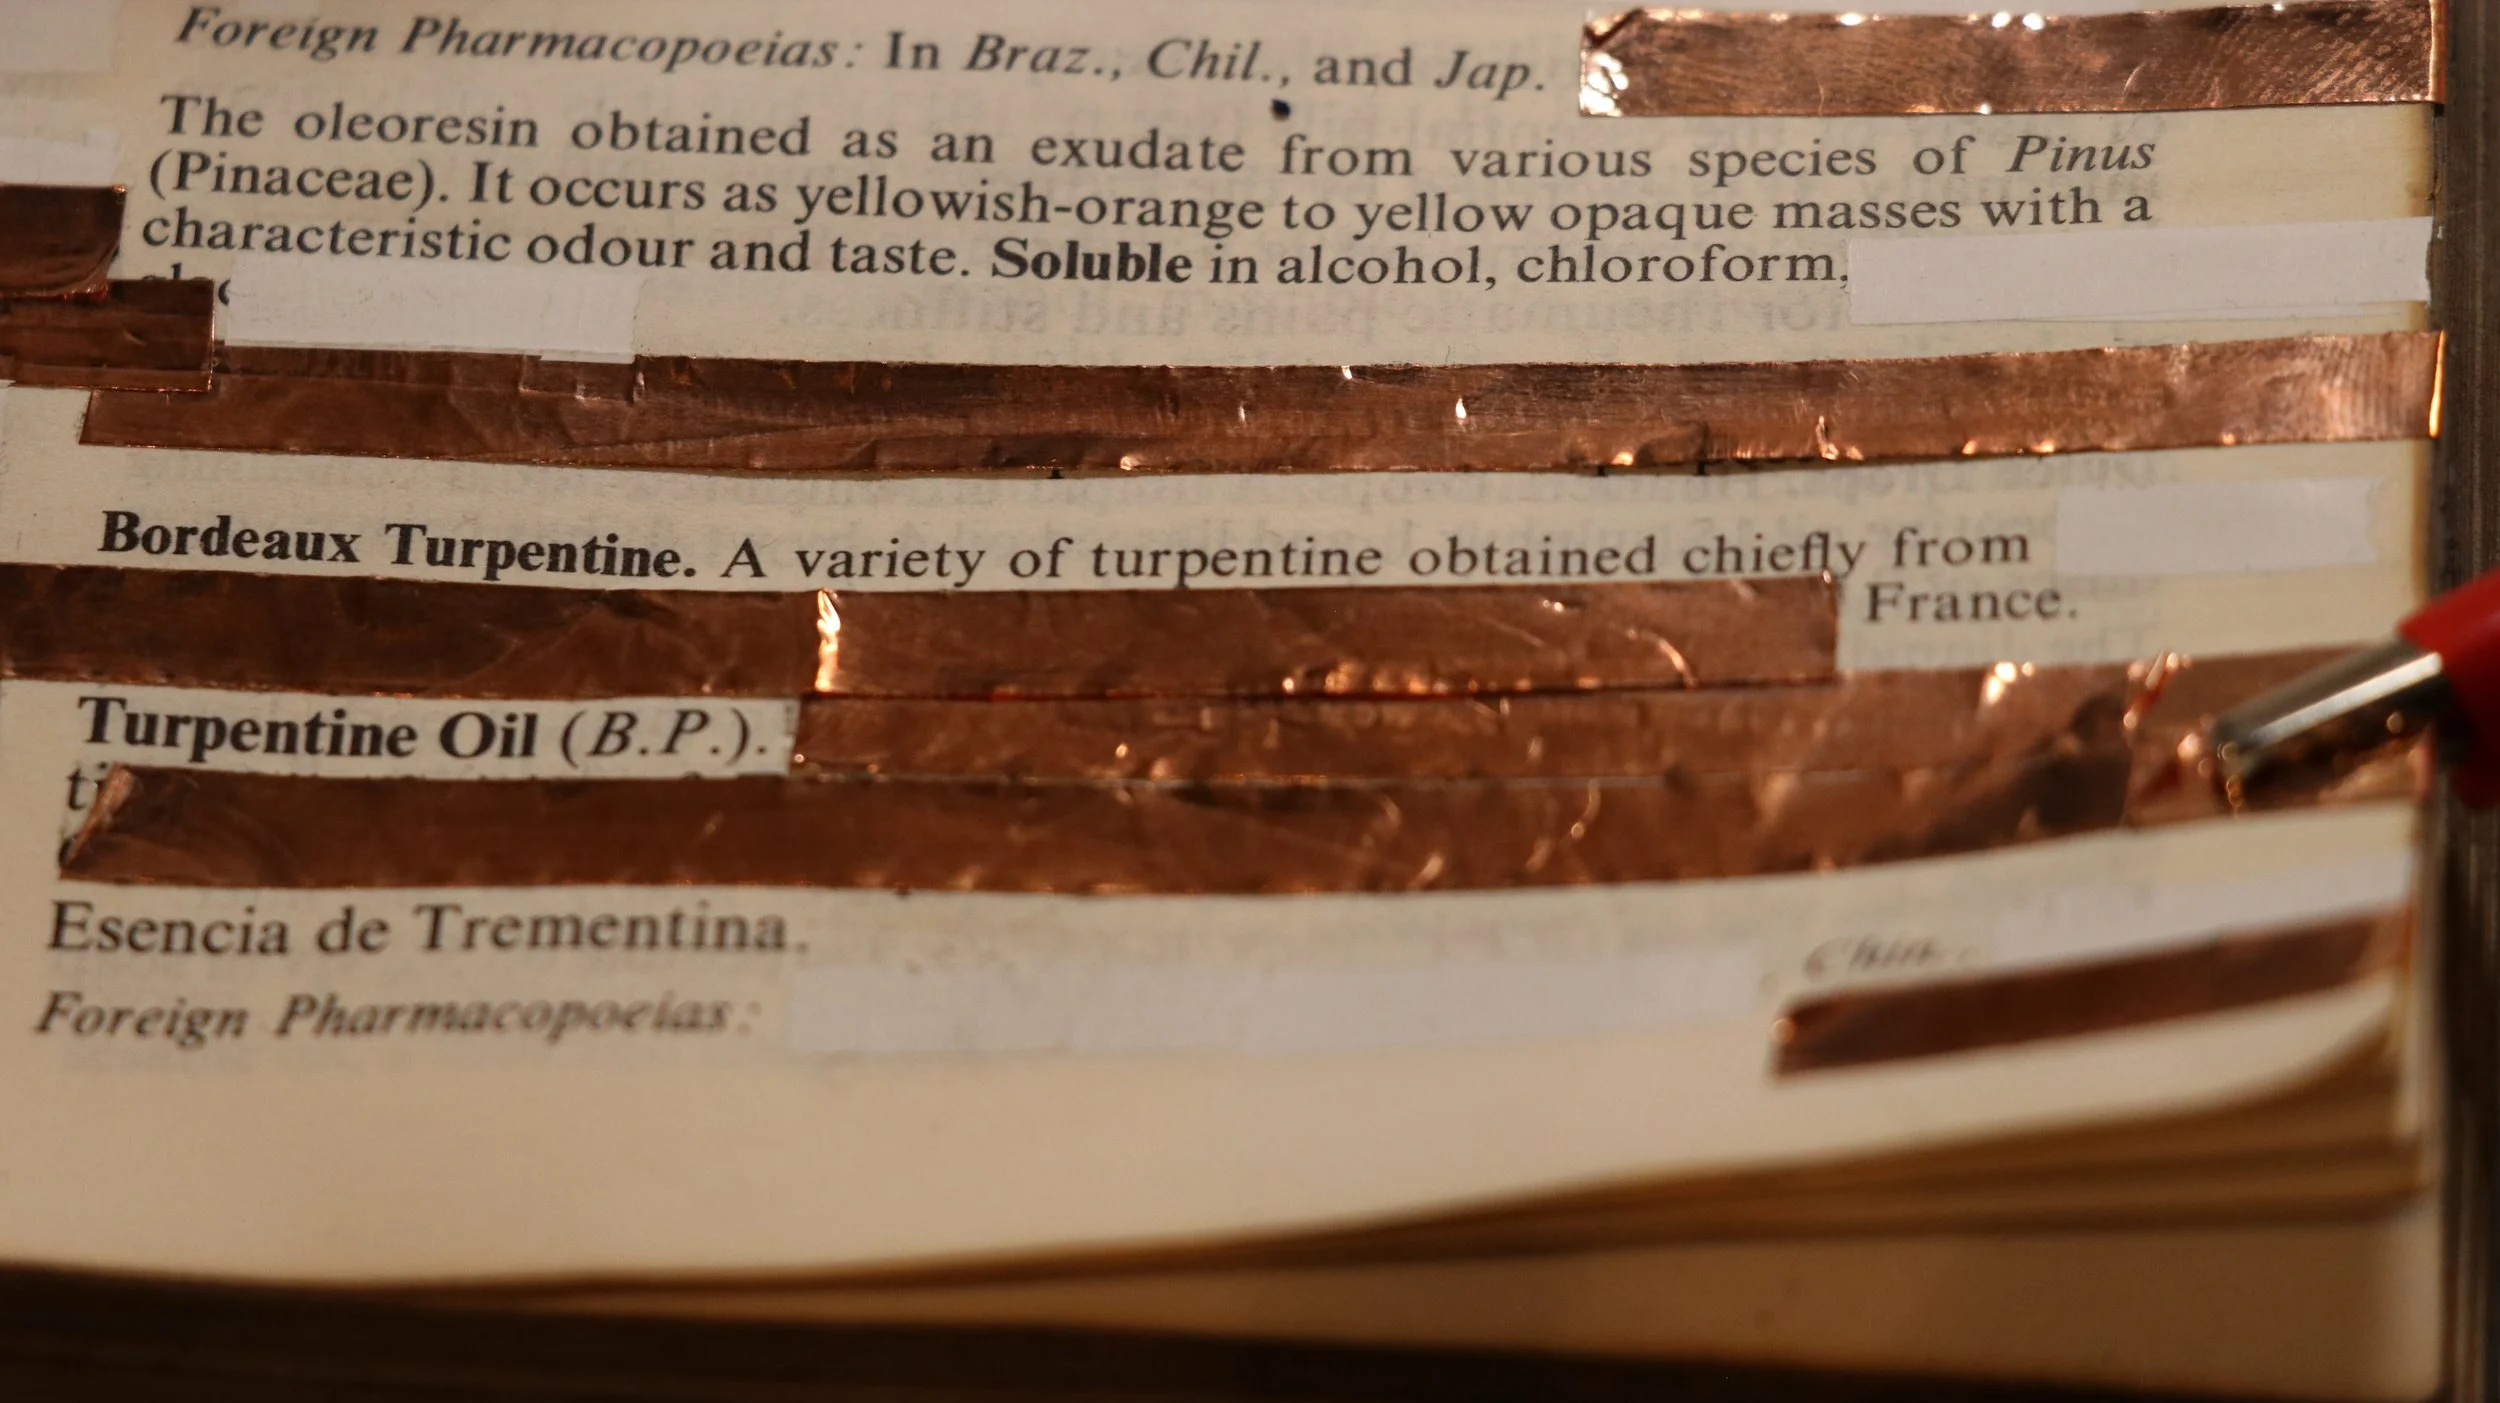 Foreign Pharmacopoeias: In Braz., Chil., and Jap.
The oleoresin obtained as an exudate from various species of Pinus
(Pinaceae). It occurs as yellowish-orange to yellow opaque masses with a
characteristic odour and taste. Soluble in alcohol, chloroform,
Bordeaux Turpentine. A variety of turpentine obtained chiefly from
France.
Turpentine Oil (B.P.).
Esencia de Trementina.
Chin.
Foreign Pharmacopoeias: